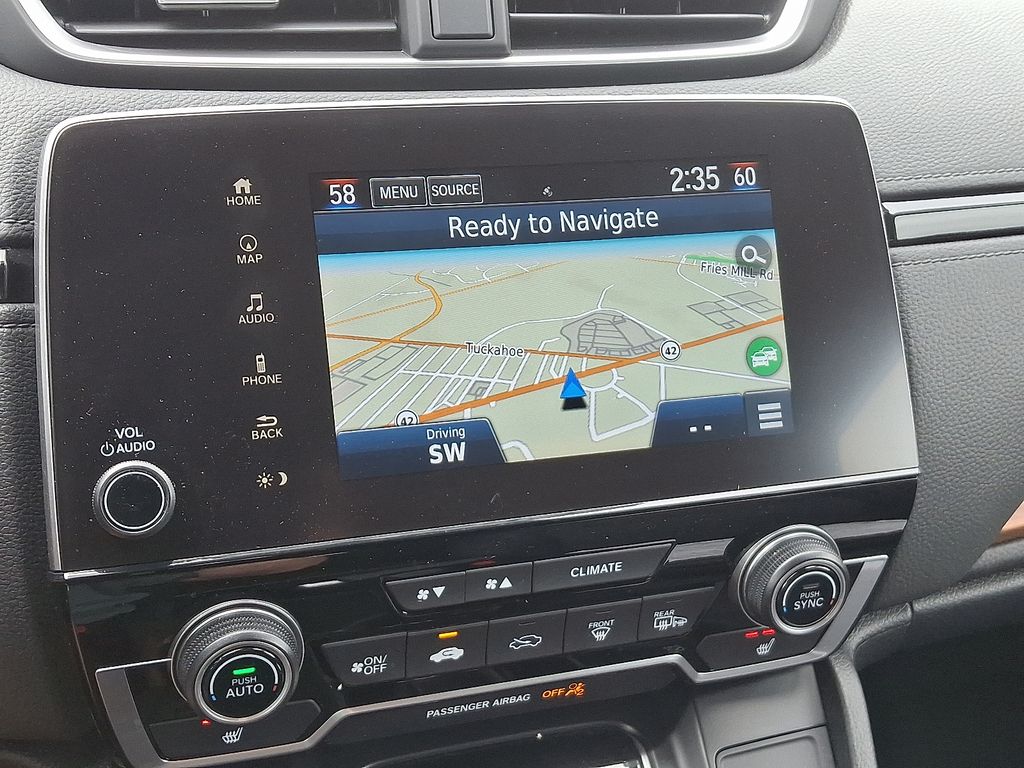 58 MENU SOURCE 2:35 60
Ready to Navigate
HOME
MAP
AUDIO
PHONE
BACK
VOL
AUDIO
Fries MILL Rd
Tuckahoe
42
42
Driving
SW
--
CLIMATE
ON/
OFF
FRONT
REAR
PUSH
AUTO
PUSH
SYNC
PASSENGER AIRBAG OFF